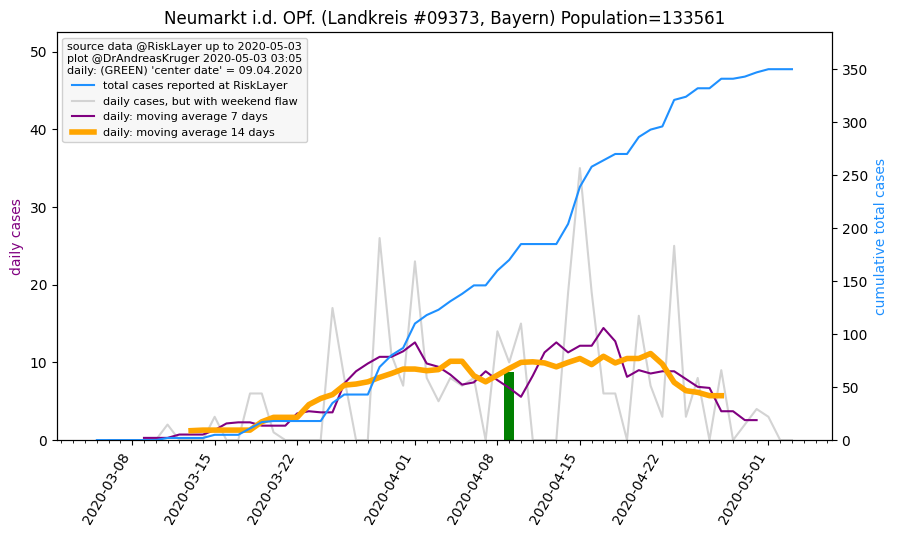 Neumarkt i.d. OPf. (Landkreis #09373, Bayern) Population=133561
source data @RiskLayer up to 2020-05-03
plot @DrAndreasKruger 2020-05-03 03:05
daily: (GREEN) 'center date' = 09.04.2020
total cases reported at RiskLayer
daily cases, but with weekend flaw
daily: moving average 7 days
daily: moving average 14 days
daily cases
50
40
30
20
10
0
cumulative total cases
350
300
250
200
150
100
50
0
2020-03-08
2020-03-15
2020-03-22
2020-04-01
2020-04-08
2020-04-15
2020-04-22
2020-05-01